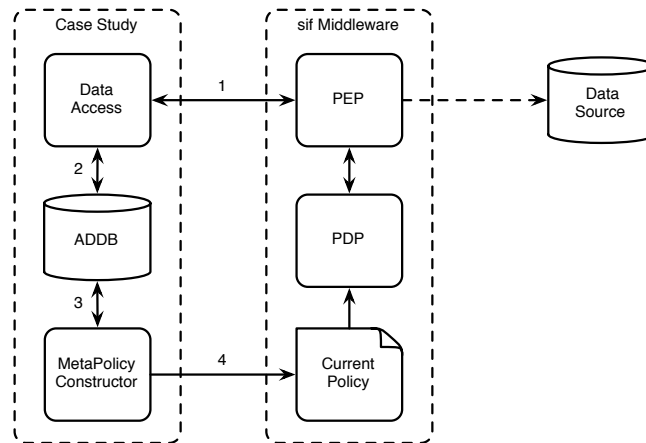 Case Study
sif Middleware
Data
Access
1
PEP
Data
Source
2
ADDB
PDP
3
MetaPolicy
Constructor
4
Current
Policy